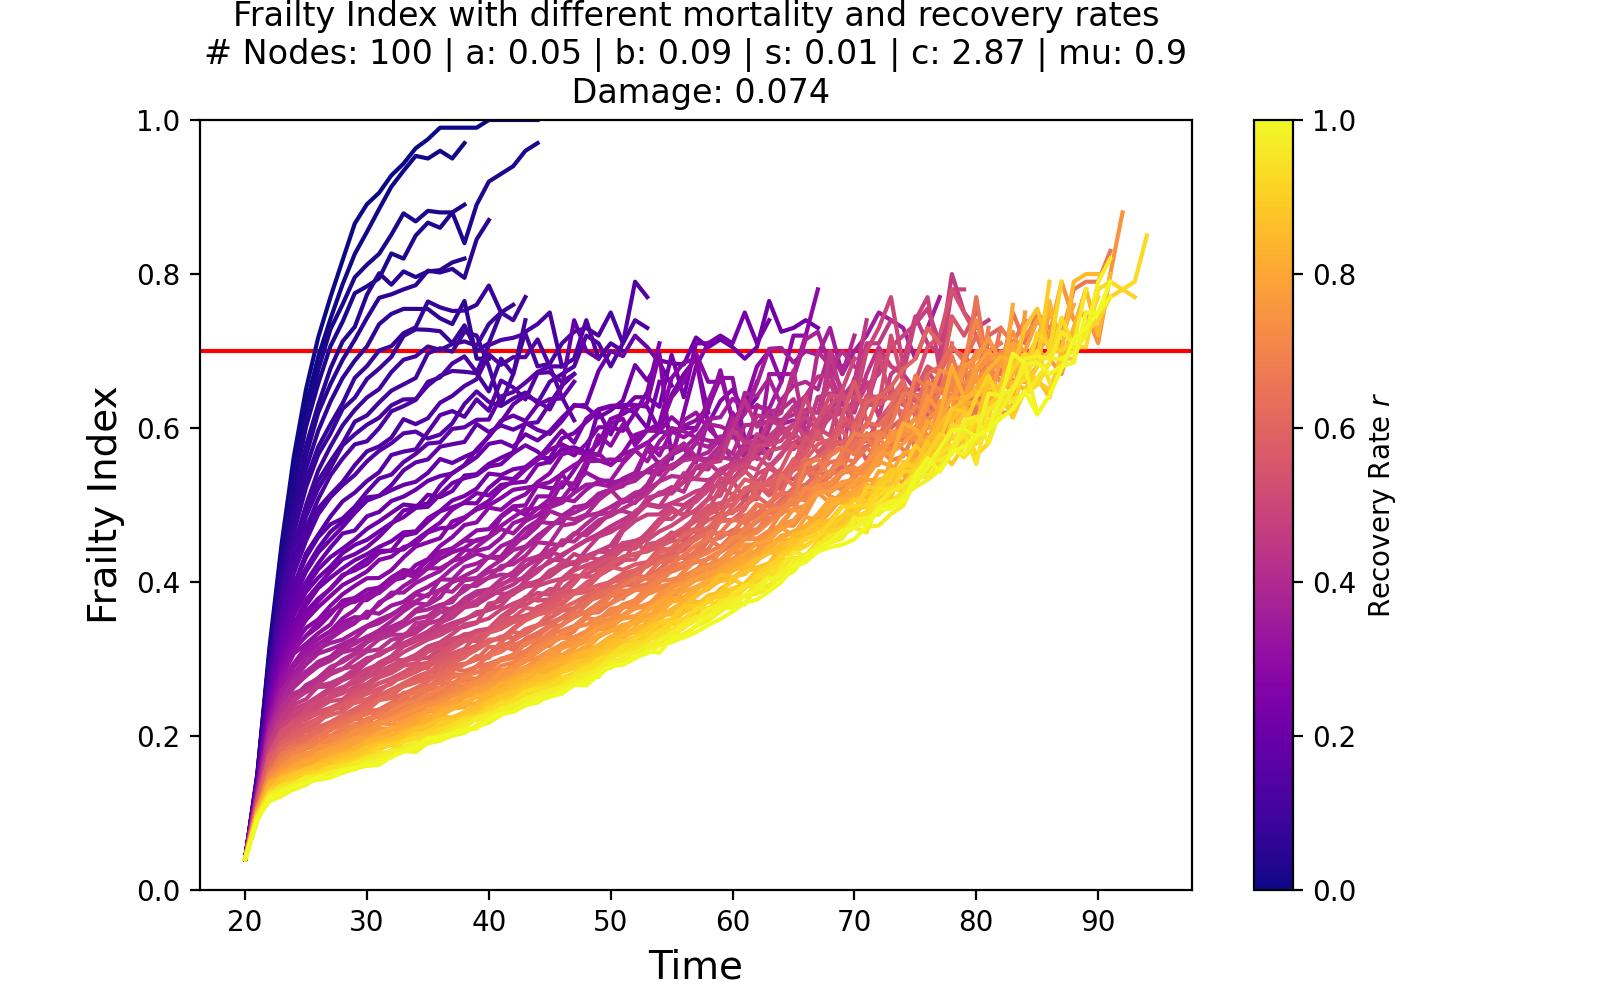 Frailty Index with different mortality and recovery rates
# Nodes: 100 | a: 0.05 | b: 0.09 | s: 0.01 | c: 2.87 | mu: 0.9
Damage: 0.074
1.0
0.8
0.6
0.4
0.2
0.0
Frailty Index
20 30 40 50 60 70 80 90
Time
1.0
0.8
0.6
0.4
0.2
0.0
Recovery Rate r